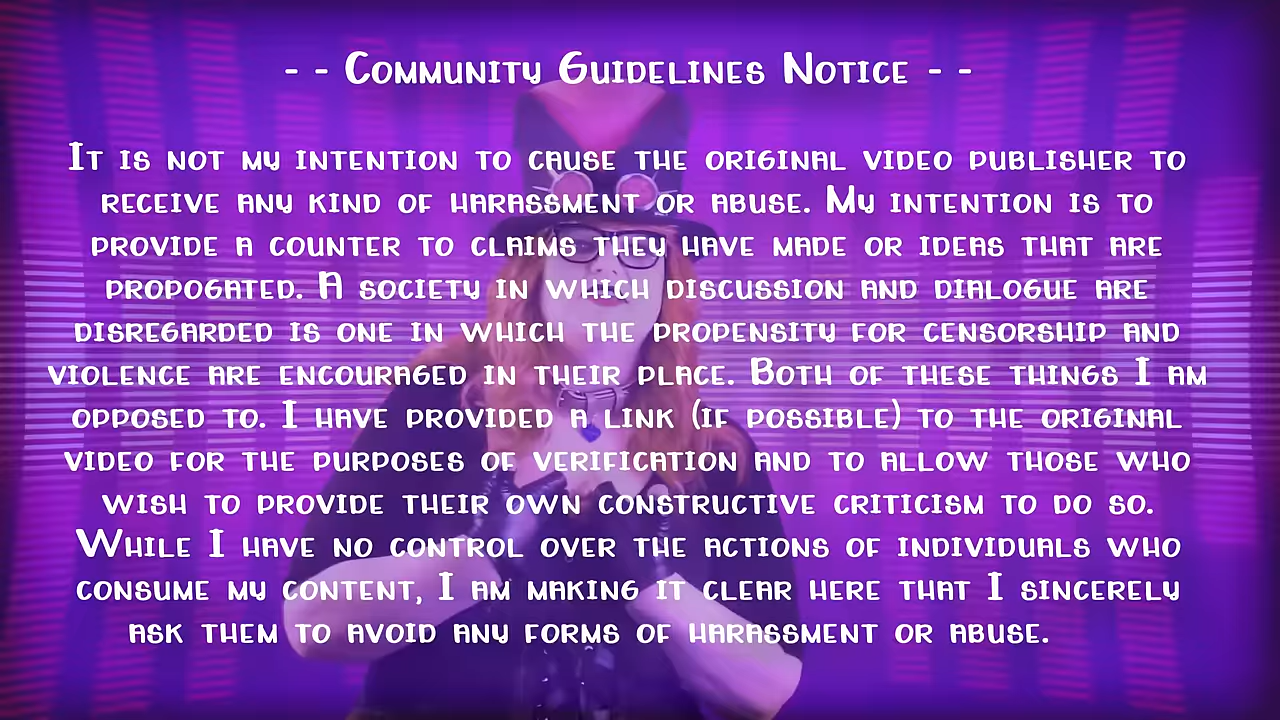 - - Community Guidelines Notice - -
It is not my intention to cause the original video publisher to
receive any kind of harassment or abuse. My intention is to
provide a counter to claims they have made or ideas that are
propogated. A society in which discussion and dialogue are
disregarded is one in which the propensity for censorship and
violence are encouraged in their place. Both of these things I am
opposed to. I have provided a link (if possible) to the original
video for the purposes of verification and to allow those who
wish to provide their own constructive criticism to do so.
While I have no control over the actions of individuals who
consume my content, I am making it clear here that I sincerely
ask them to avoid any forms of harassment or abuse.